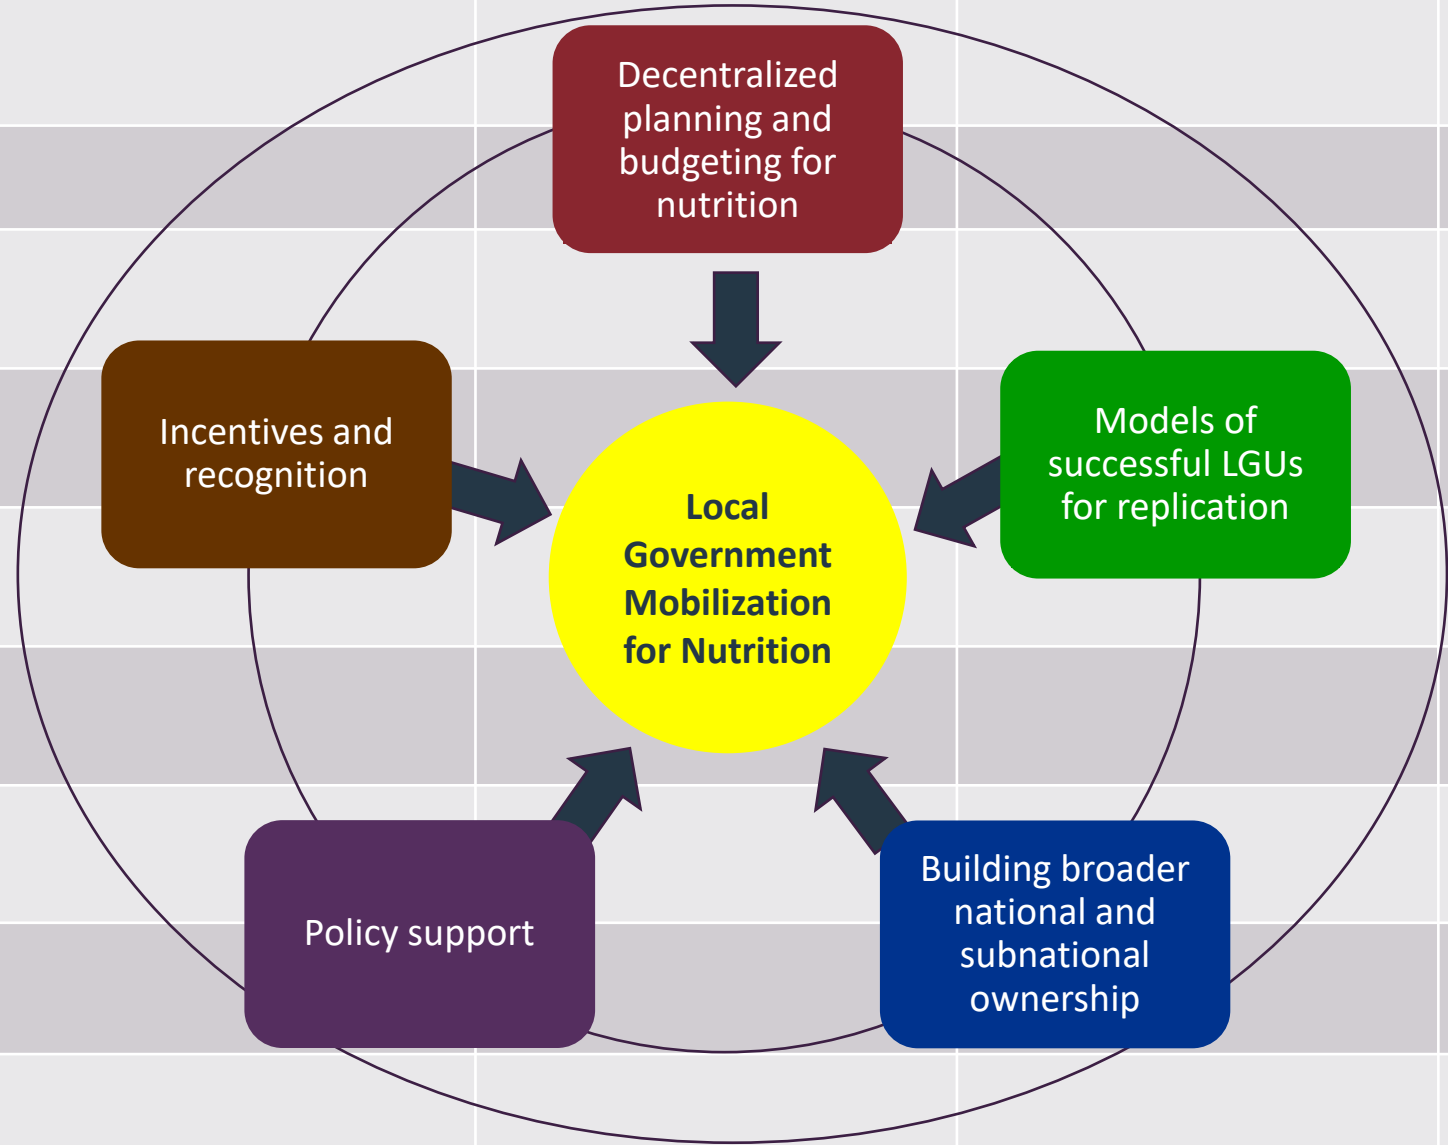 Decentralized
planning and
budgeting for
nutrition
Incentives and
recognition
Models of
successful LGUs
for replication
Local
Government
Mobilization
for Nutrition
Policy support
Building broader
national and
subnational
ownership